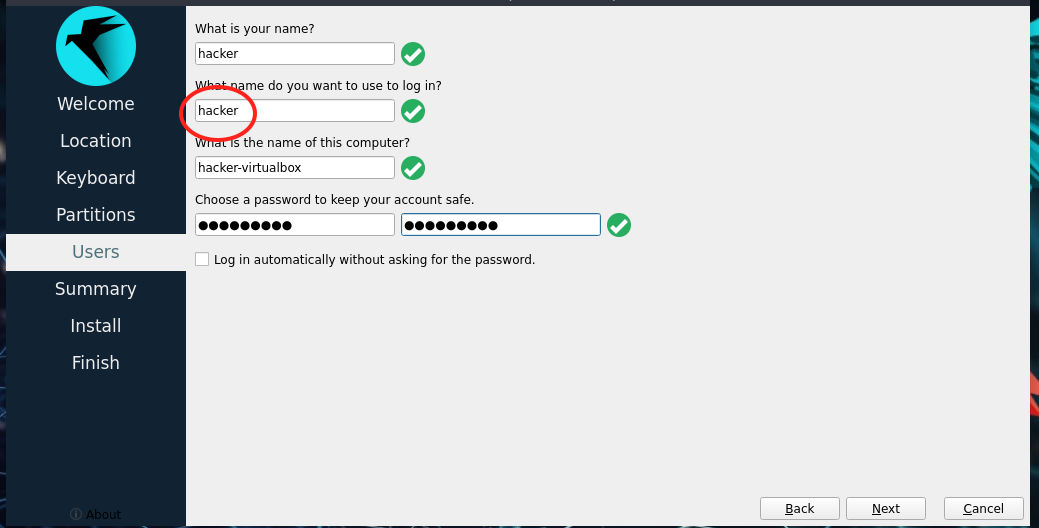 What is your name?
hacker
What name do you want to use to log in?
hacker
What is the name of this computer?
hacker-virtualbox
Choose a password to keep your account safe.
●●●●●●●●● ●●●●●●●●●
Log in automatically without asking for the password.
Welcome
Location
Keyboard
Partitions
Users
Summary
Install
Finish
About
Back Next Cancel